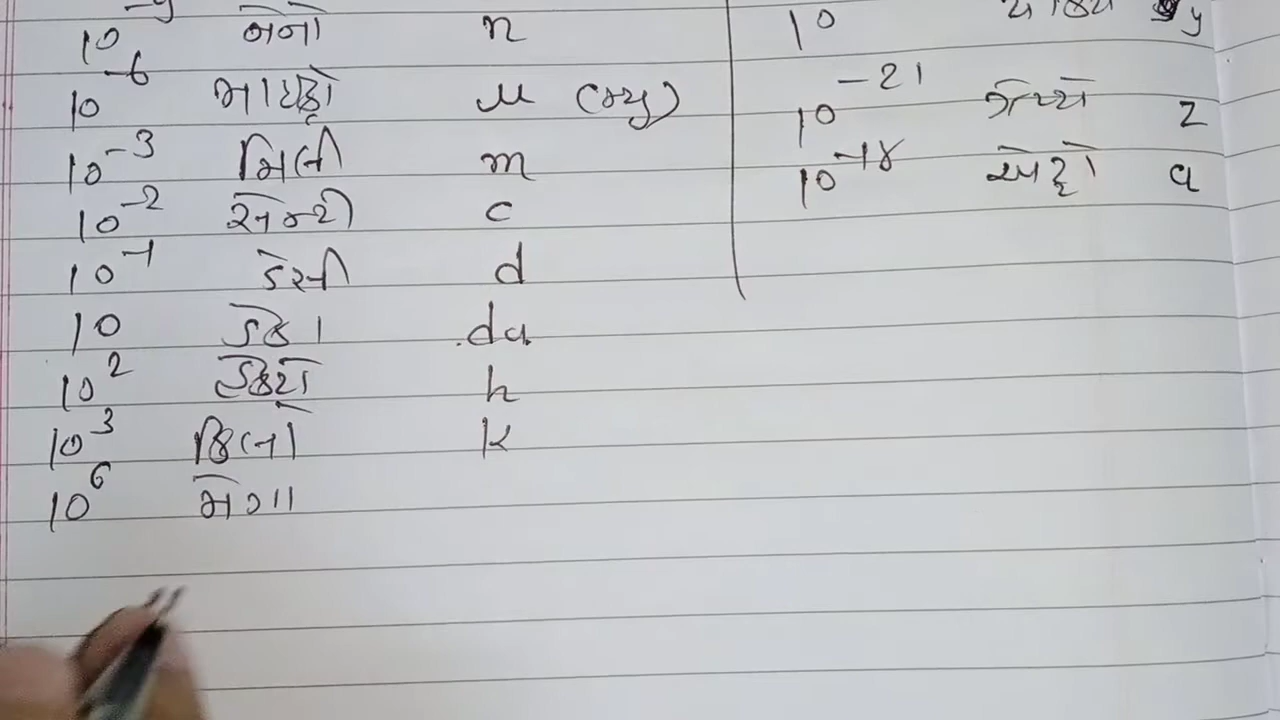 10⁻⁹ નેનો n
10⁻⁶ માઇક્રો μ (મ્યુ)
10⁻³ મિલી m
10⁻² સેન્ટી c
10⁻¹ ડેસી d
10 ડેકા da
10² હેક્ટો h
10³ કિલો k
10⁶ મેગા
10 y
10⁻²¹ ઝેપ્ટો z
10⁻¹⁸ એટ્ટો a